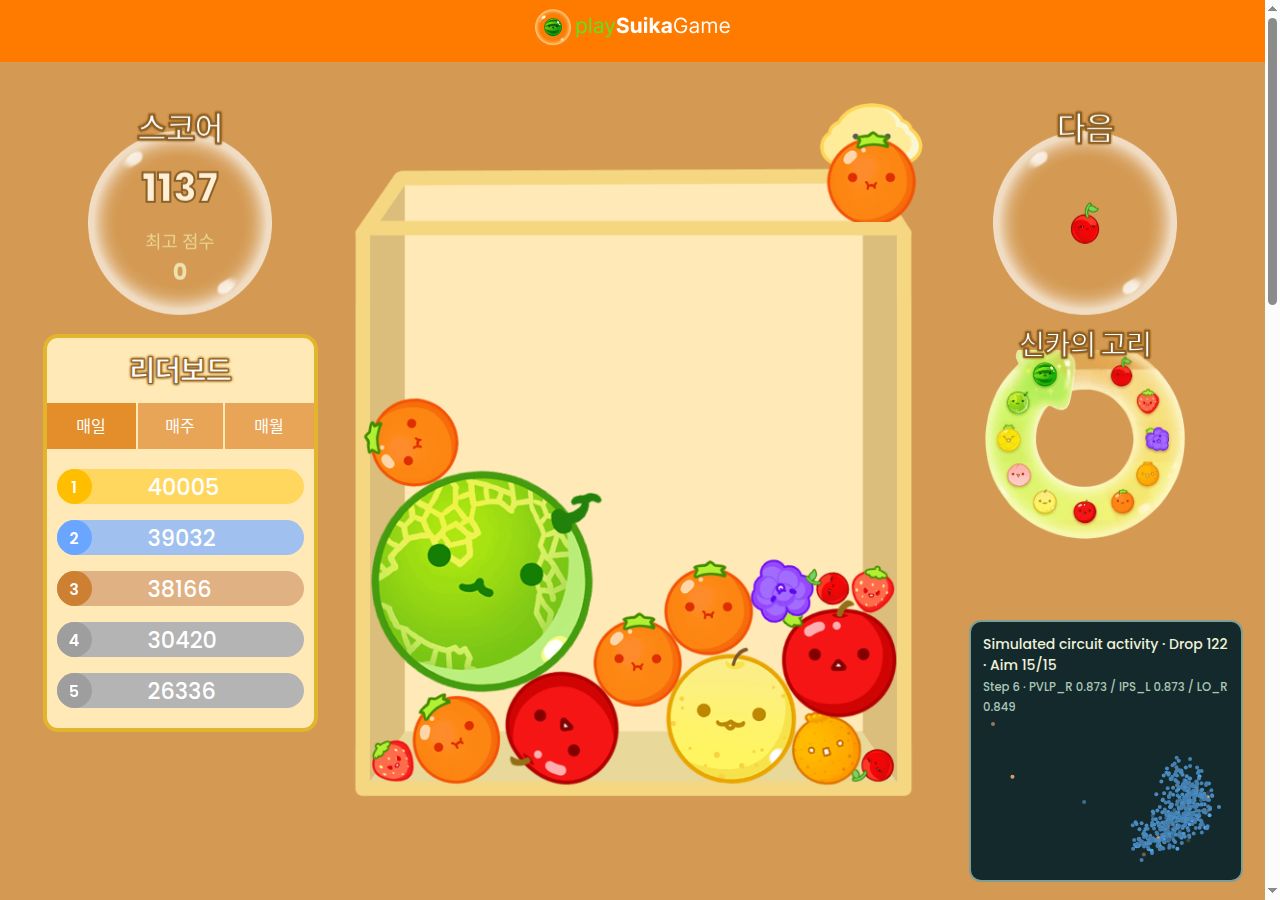 playSuikaGame
스코어
1137
최고 점수
0
다음
신카의 고리
리더보드
매일 매주 매월
1 40005
2 39032
3 38166
4 30420
5 26336
Simulated circuit activity · Drop 122
· Aim 15/15
Step 6 · PVLP_R 0.873 / IPS_L 0.873 / LO_R
0.849